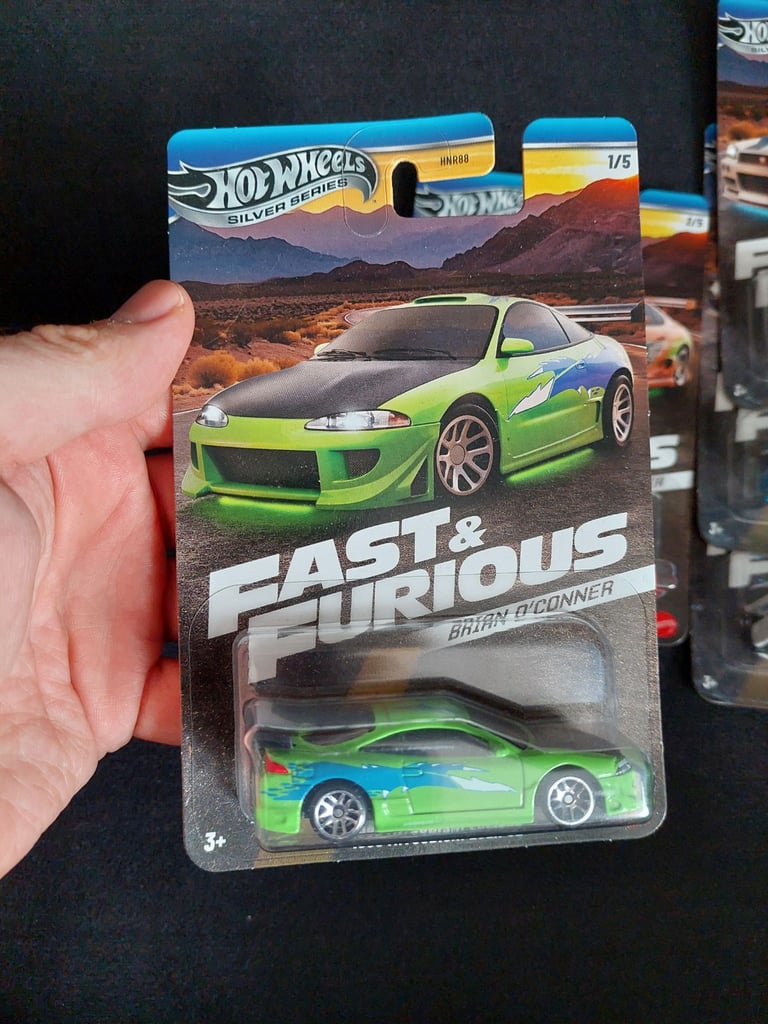 HOT WHEELS
SILVER SERIES
HNR88
1/5
HOT WHEELS
2/5
FAST &
FURIOUS
BRIAN O'CONNER
3+